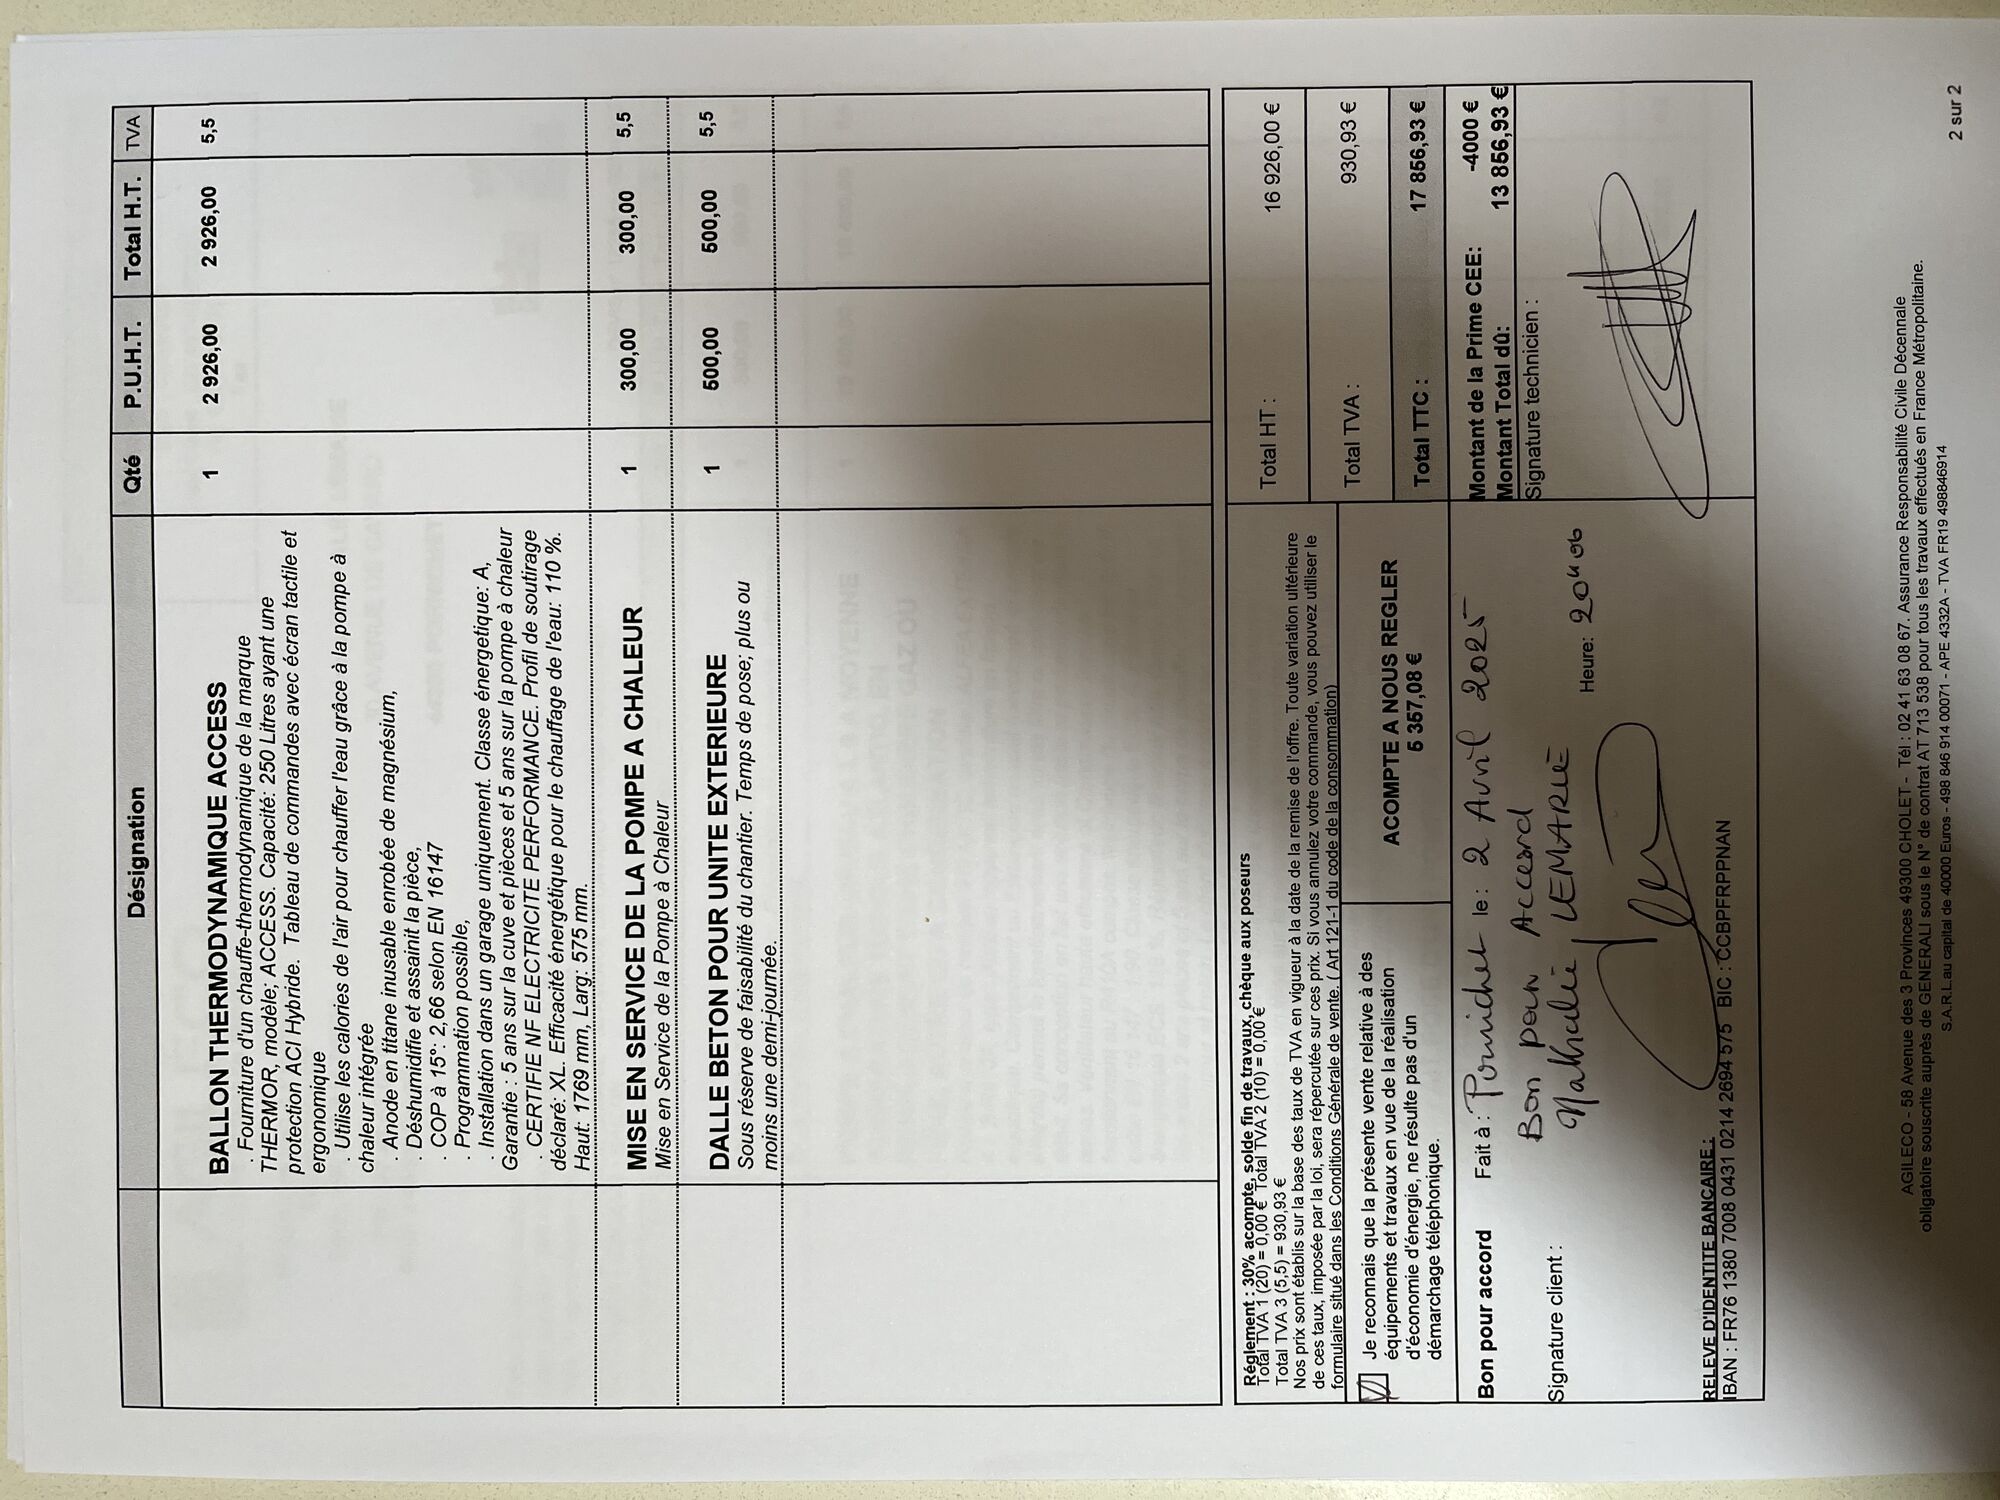 Désignation Qté P.U.H.T. Total H.T. TVA
BALLON THERMODYNAMIQUE ACCESS 1 2 926,00 2 926,00 5,5
. Fourniture d'un chauffe-thermodynamique de la marque
THERMOR, modèle; ACCESS. Capacité: 250 Litres ayant une
protection ACI Hybride. Tableau de commandes avec écran tactile et
ergonomique
. Utilise les calories de l'air pour chauffer l'eau grâce à la pompe à
chaleur intégrée
. Anode en titane inusable enrobée de magnésium,
. Déshumidifie et assainit la pièce,
. COP à 15°: 2,66 selon EN 16147
. Programmation possible,
. Installation dans un garage uniquement. Classe énergetique: A,
Garantie : 5 ans sur la cuve et pièces et 5 ans sur la pompe à chaleur
. CERTIFIE NF ELECTRICITE PERFORMANCE. Profil de soutirage
déclaré: XL. Efficacité énergétique pour le chauffage de l'eau: 110 %.
Haut: 1769 mm, Larg: 575 mm.
MISE EN SERVICE DE LA POMPE A CHALEUR 1 300,00 300,00 5,5
Mise en Service de la Pompe à Chaleur
DALLE BETON POUR UNITE EXTERIEURE 1 500,00 500,00 5,5
Sous réserve de faisabilité du chantier. Temps de pose; plus ou
moins une demi-journée.
Réglement : 30% acompte, solde fin de travaux, chèque aux poseurs
Total TVA 1 (20) = 0,00 € Total TVA 2 (10) = 0,00 €
Total TVA 3 (5,5) = 930,93 €
Nos prix sont établis sur la base des taux de TVA en vigueur à la date de la remise de l'offre. Toute variation ultérieure
de ces taux, imposée par la loi, sera répercutée sur ces prix. Si vous annulez votre commande, vous pouvez utiliser le
formulaire situé dans les Conditions Générale de vente. ( Art 121-1 du code de la consommation)
Total HT : 16 926,00 €
Total TVA : 930,93 €
Total TTC : 17 856,93 €
Je reconnais que la présente vente relative à des
équipements et travaux en vue de la réalisation
d'économie d'énergie, ne résulte pas d'un
démarchage téléphonique.
ACOMPTE A NOUS REGLER
5 357,08 €
Montant de la Prime CEE: -4000 €
Montant Total dû: 13 856,93 €
Bon pour accord Fait à : Pornichet le : 2 Avril 2025
Bon pour Accord
Signature client : Nathalie LEMARIE Heure: 20H06
Signature technicien :
RELEVE D'IDENTITE BANCAIRE :
IBAN : FR76 1380 7008 0431 0214 2694 575 BIC : CCBPFRPPNAN
AGILECO - 58 Avenue des 3 Provinces 49300 CHOLET - Tél : 02 41 63 08 67. Assurance Responsabilité Civile Décennale
obligatoire souscrite auprès de GENERALI sous le N° de contrat AT 713 538 pour tous les travaux effectués en France Métropolitaine.
S.A.R.L au capital de 40000 Euros - 498 846 914 00071 - APE 4332A - TVA FR19 498846914
2 sur 2